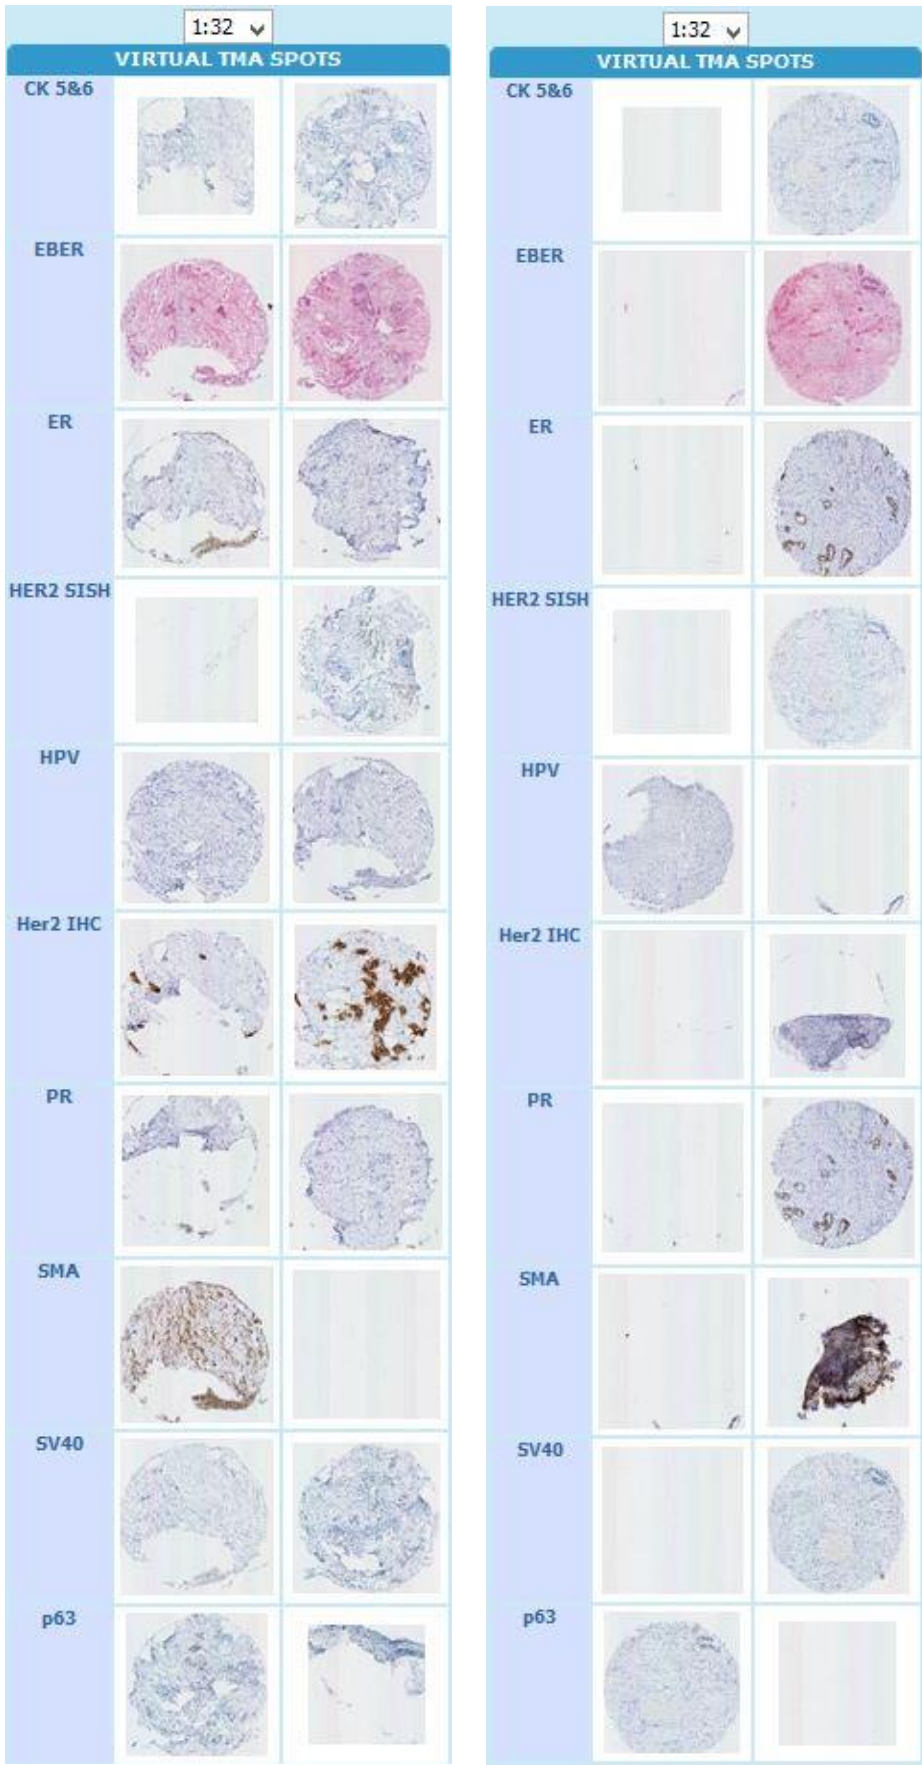 1:32
VIRTUAL TMA SPOTS
CK 5&6
EBER
ER
HER2 SISH
HPV
Her2 IHC
PR
SMA
SV40
p63
1:32
VIRTUAL TMA SPOTS
CK 5&6
EBER
ER
HER2 SISH
HPV
Her2 IHC
PR
SMA
SV40
p63